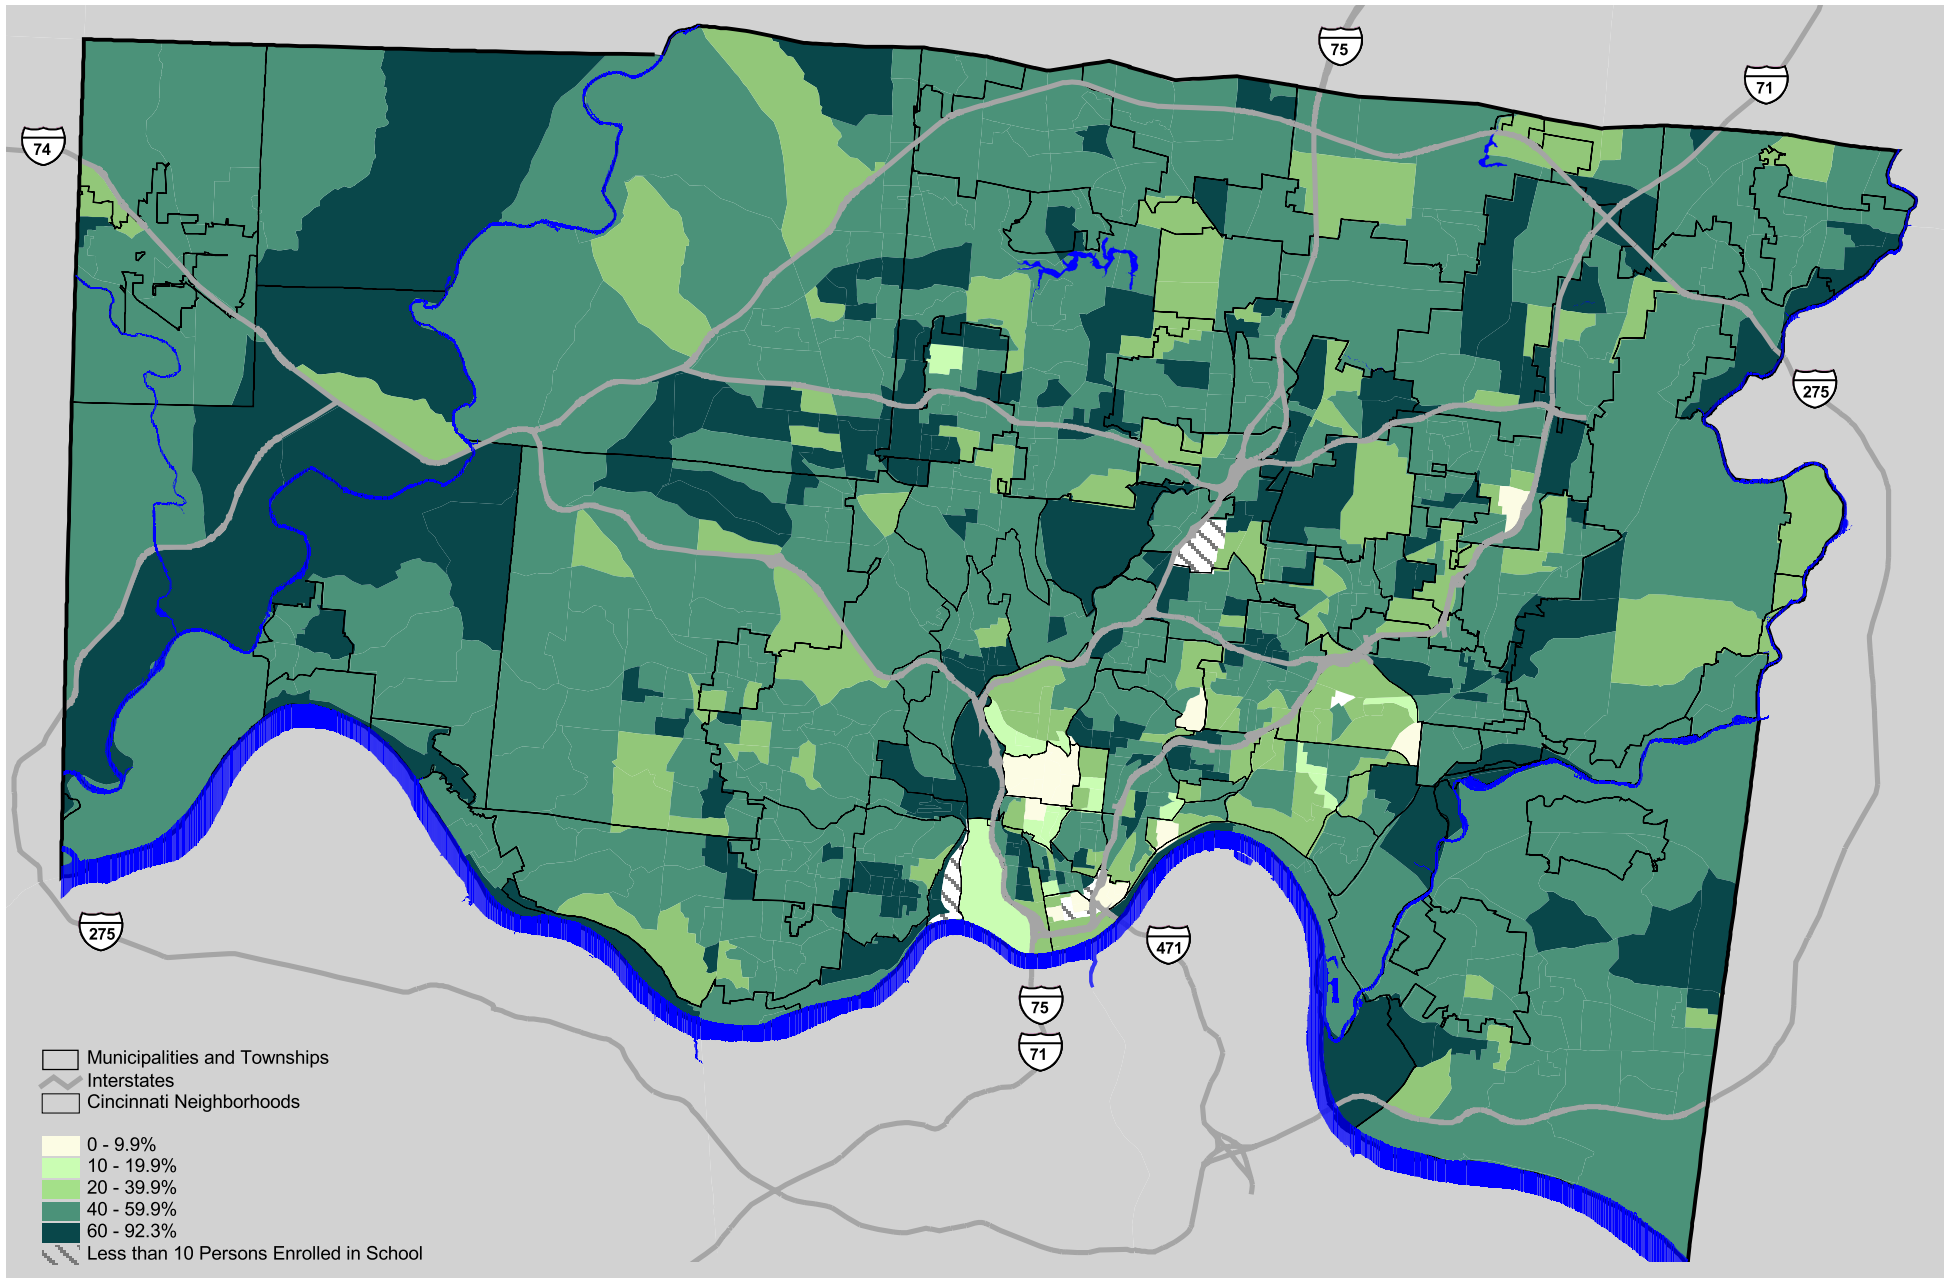 75
71
74
275
275
471
75
71
Municipalities and Townships
Interstates
Cincinnati Neighborhoods
0 - 9.9%
10 - 19.9%
20 - 39.9%
40 - 59.9%
60 - 92.3%
Less than 10 Persons Enrolled in School